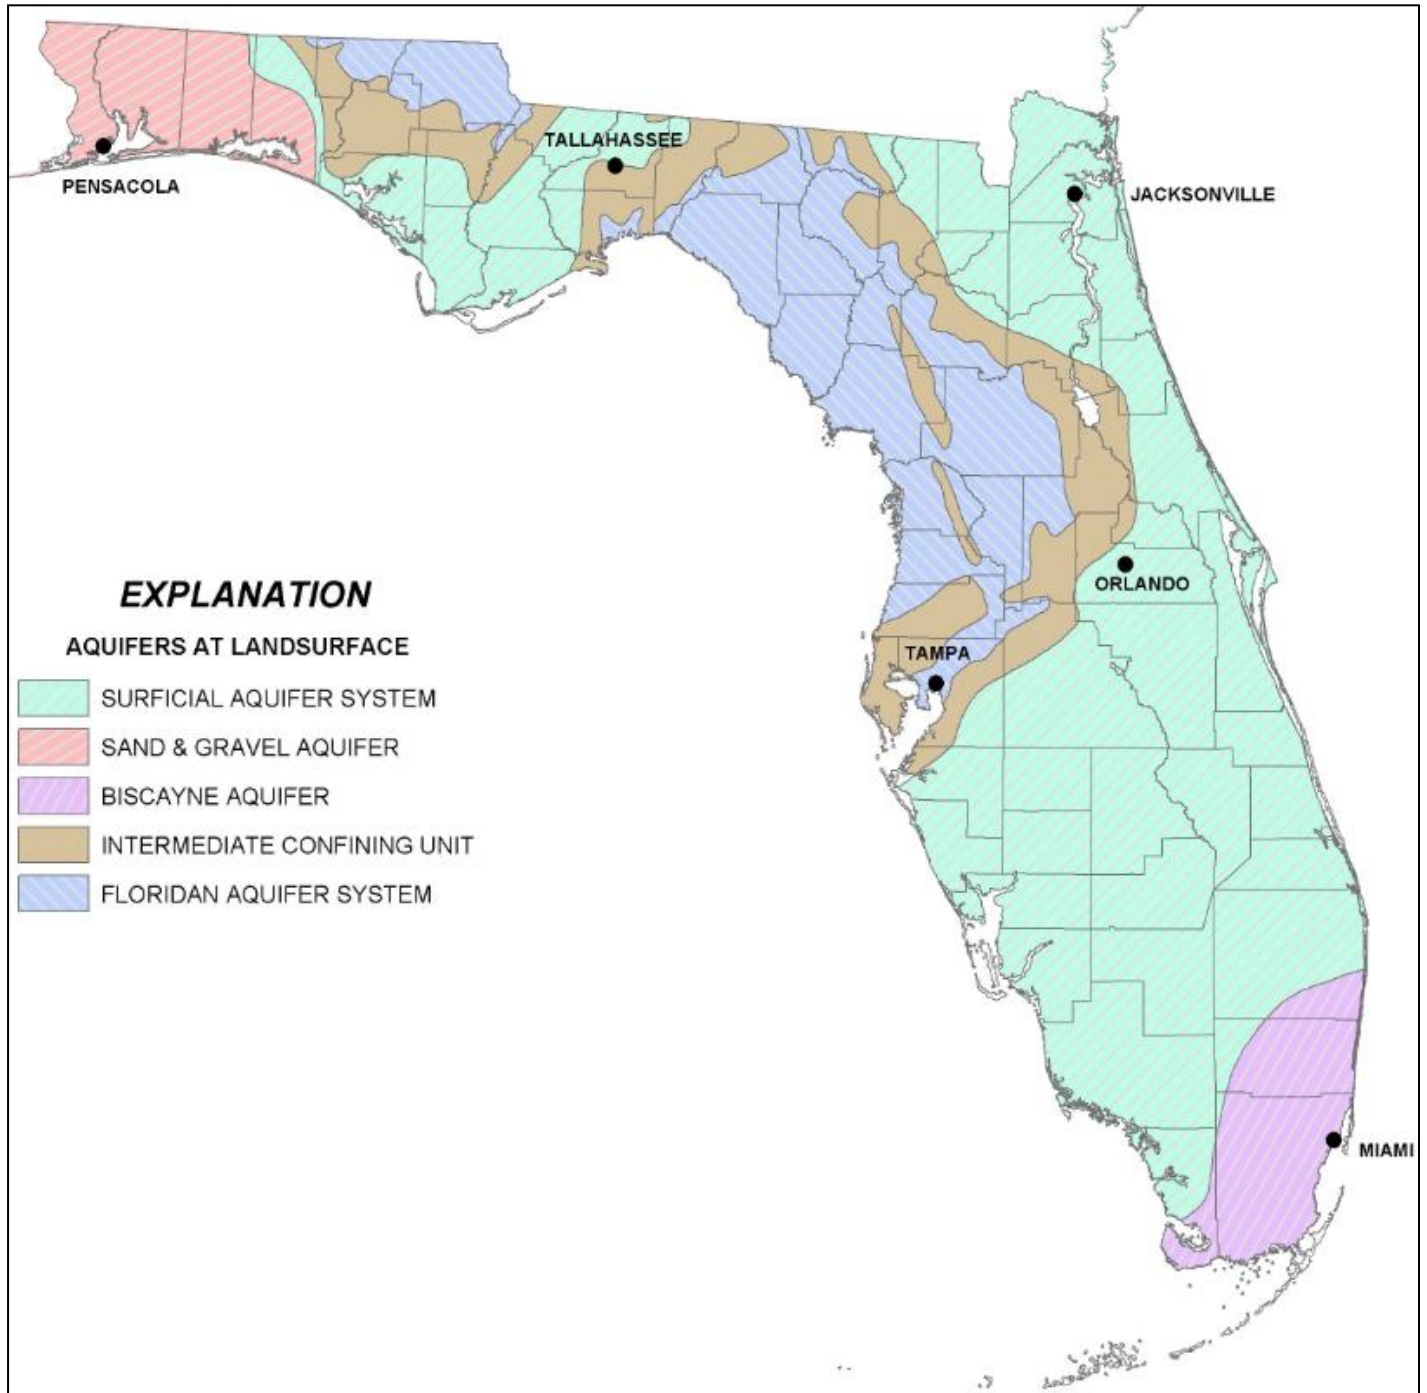 TALLAHASSEE
PENSACOLA
JACKSONVILLE
ORLANDO
TAMPA
MIAMI
EXPLANATION
AQUIFERS AT LANDSURFACE
SURFICIAL AQUIFER SYSTEM
SAND & GRAVEL AQUIFER
BISCAYNE AQUIFER
INTERMEDIATE CONFINING UNIT
FLORIDAN AQUIFER SYSTEM